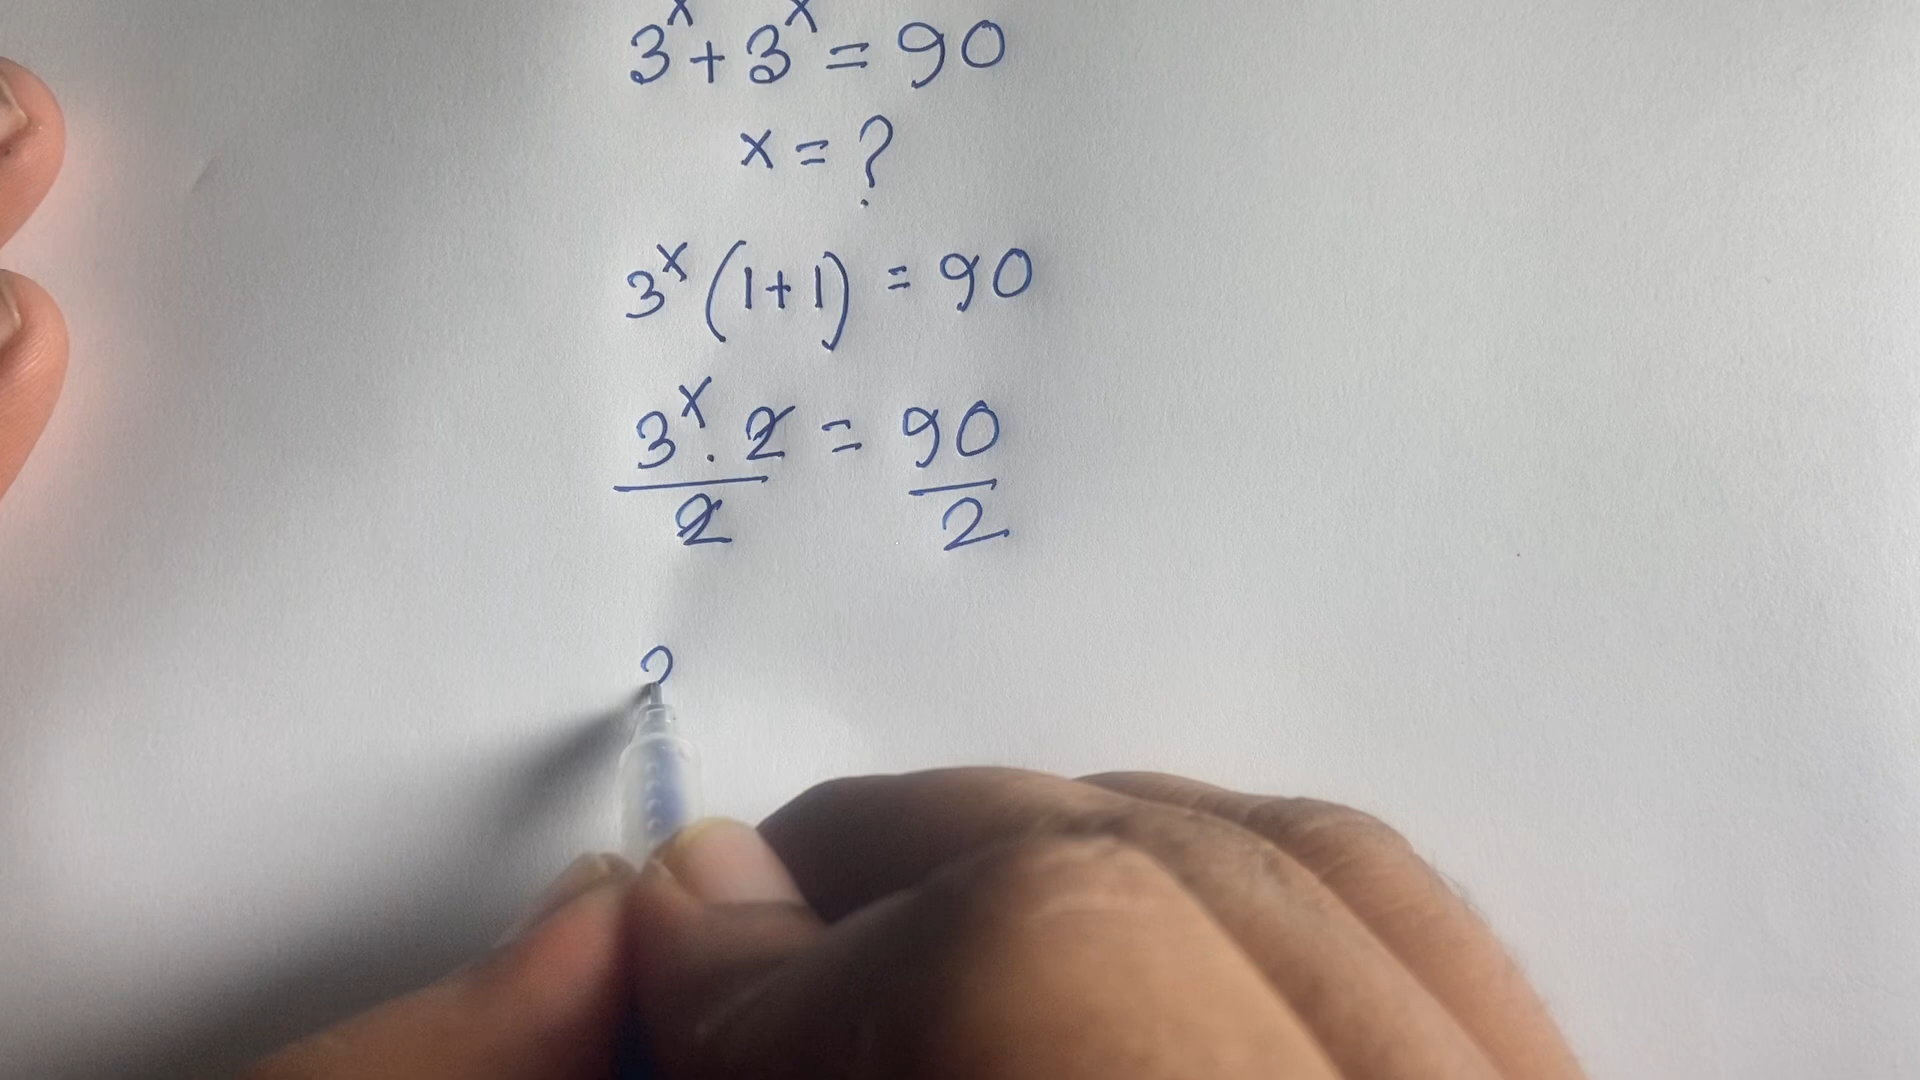 3^x + 3^x = 90
x = ?
3^x (1+1) = 90
3^x . 2 = 90
2 2